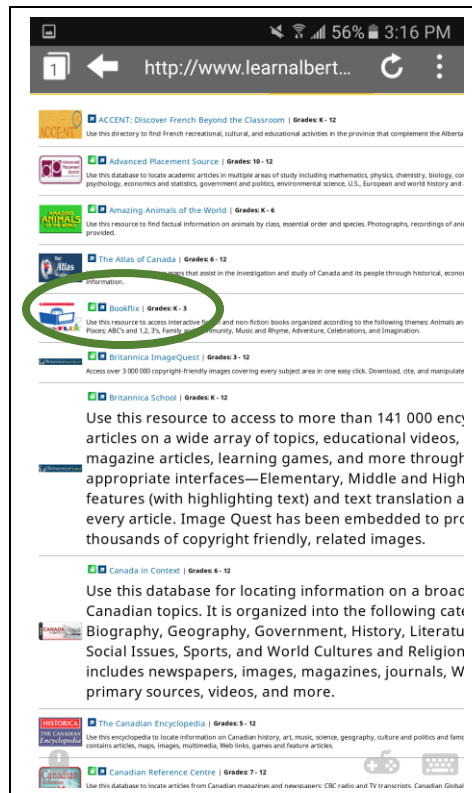 56% 3:16 PM
1 http://www.learnalbert...
ACCENT
ACCENT: Discover French Beyond the Classroom | Grades: K - 12
Use this directory to find French recreational, cultural, and educational activities in the province that complement the Alberta
Advanced Placement Source
Advanced Placement Source | Grades: 10 - 12
Use this database to locate academic articles in multiple areas of study including mathematics, physics, chemistry, biology,
psychology, economics and statistics, government and politics, environmental science, U.S., European and world history and
AMAZING ANIMALS
Amazing Animals of the World | Grades: K - 6
Use this resource to find factual information on animals by class, essential order and species. Photographs, recordings of
provided.
The Atlas
The Atlas of Canada | Grades: 6 - 12
maps that assist in the investigation and study of Canada and its people through historical,
information.
FLIX
Bookflix | Grades: K - 3
Use this resource to access interactive and non-fiction books organized according to the following themes: Animals
Places; ABC's and 1,2, 3's, Family and Community, Music and Rhyme, Adventure, Celebrations, and Imagination.
Britannica ImageQuest | Grades: 3 - 12
Access over 3 000 000 copyright-friendly images covering every subject area in one easy click. Download, cite, and manipulate
Britannica School | Grades: K - 12
Use this resource to access to more than 141 000 ency
articles on a wide array of topics, educational videos,
magazine articles, learning games, and more through
appropriate interfaces—Elementary, Middle and High
features (with highlighting text) and text translation a
every article. Image Quest has been embedded to pro
thousands of copyright friendly, related images.
Canada in Context | Grades: 6 - 12
Use this database for locating information on a broad
Canadian topics. It is organized into the following cate
CANADA
Biography, Geography, Government, History, Literatu
Social Issues, Sports, and World Cultures and Religion
includes newspapers, images, magazines, journals, W
primary sources, videos, and more.
HISTORICA
THE CANADIAN
Encyclopedia
The Canadian Encyclopedia | Grades: 5 - 12
Use this encyclopedia to locate information on Canadian history, art, music, science, geography, culture and politics and
contains articles, maps, images, multimedia, Web links, games and feature articles.
Canadian
Canadian Reference Centre | Grades: 7 - 12
Use this database to locate articles from Canadian magazines and newspapers; CBC radio and TV transcripts, Canadian Global